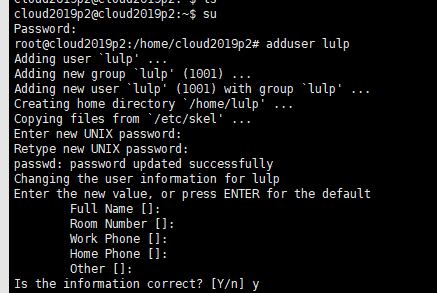 cloud2019p2@cloud2019p2:~$ ls
cloud2019p2@cloud2019p2:~$ su
Password:
root@cloud2019p2:/home/cloud2019p2# adduser lulp
Adding user `lulp' ...
Adding new group `lulp' (1001) ...
Adding new user `lulp' (1001) with group `lulp' ...
Creating home directory `/home/lulp' ...
Copying files from `/etc/skel' ...
Enter new UNIX password:
Retype new UNIX password:
passwd: password updated successfully
Changing the user information for lulp
Enter the new value, or press ENTER for the default
Full Name []:
Room Number []:
Work Phone []:
Home Phone []:
Other []:
Is the information correct? [Y/n] y